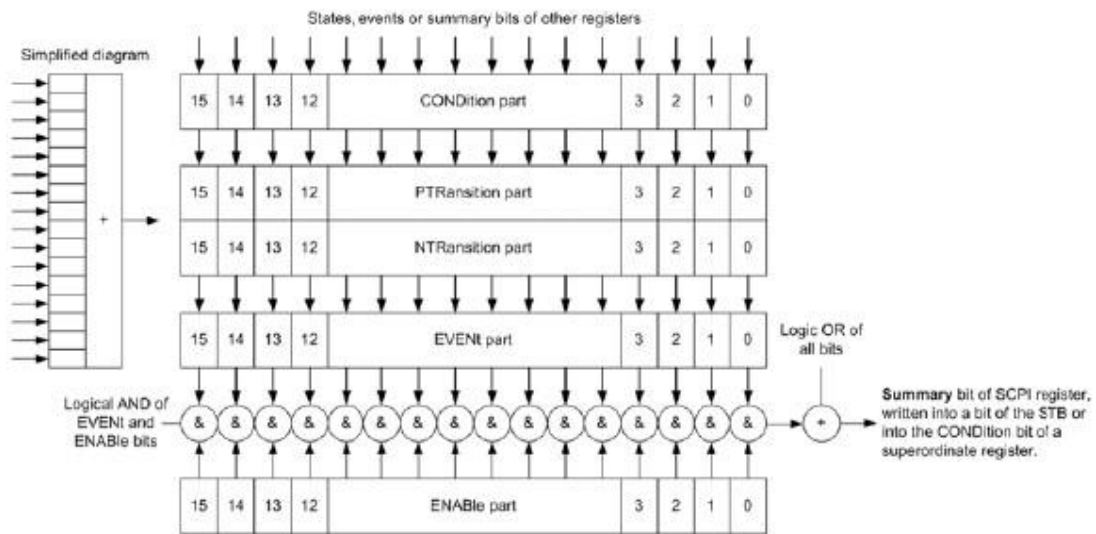 States, events or summary bits of other registers
Simplified diagram
15 14 13 12 CONDition part 3 2 1 0
15 14 13 12 PTRansition part 3 2 1 0
+
15 14 13 12 NTRansition part 3 2 1 0
15 14 13 12 EVENt part 3 2 1 0
Logic OR of
all bits
Logical AND of
EVENt and
ENABle bits
& & & & & & & & & & & & & & & &
+
Summary bit of SCPI register,
written into a bit of the STB or
into the CONDition bit of a
superordinate register.
15 14 13 12 ENABle part 3 2 1 0